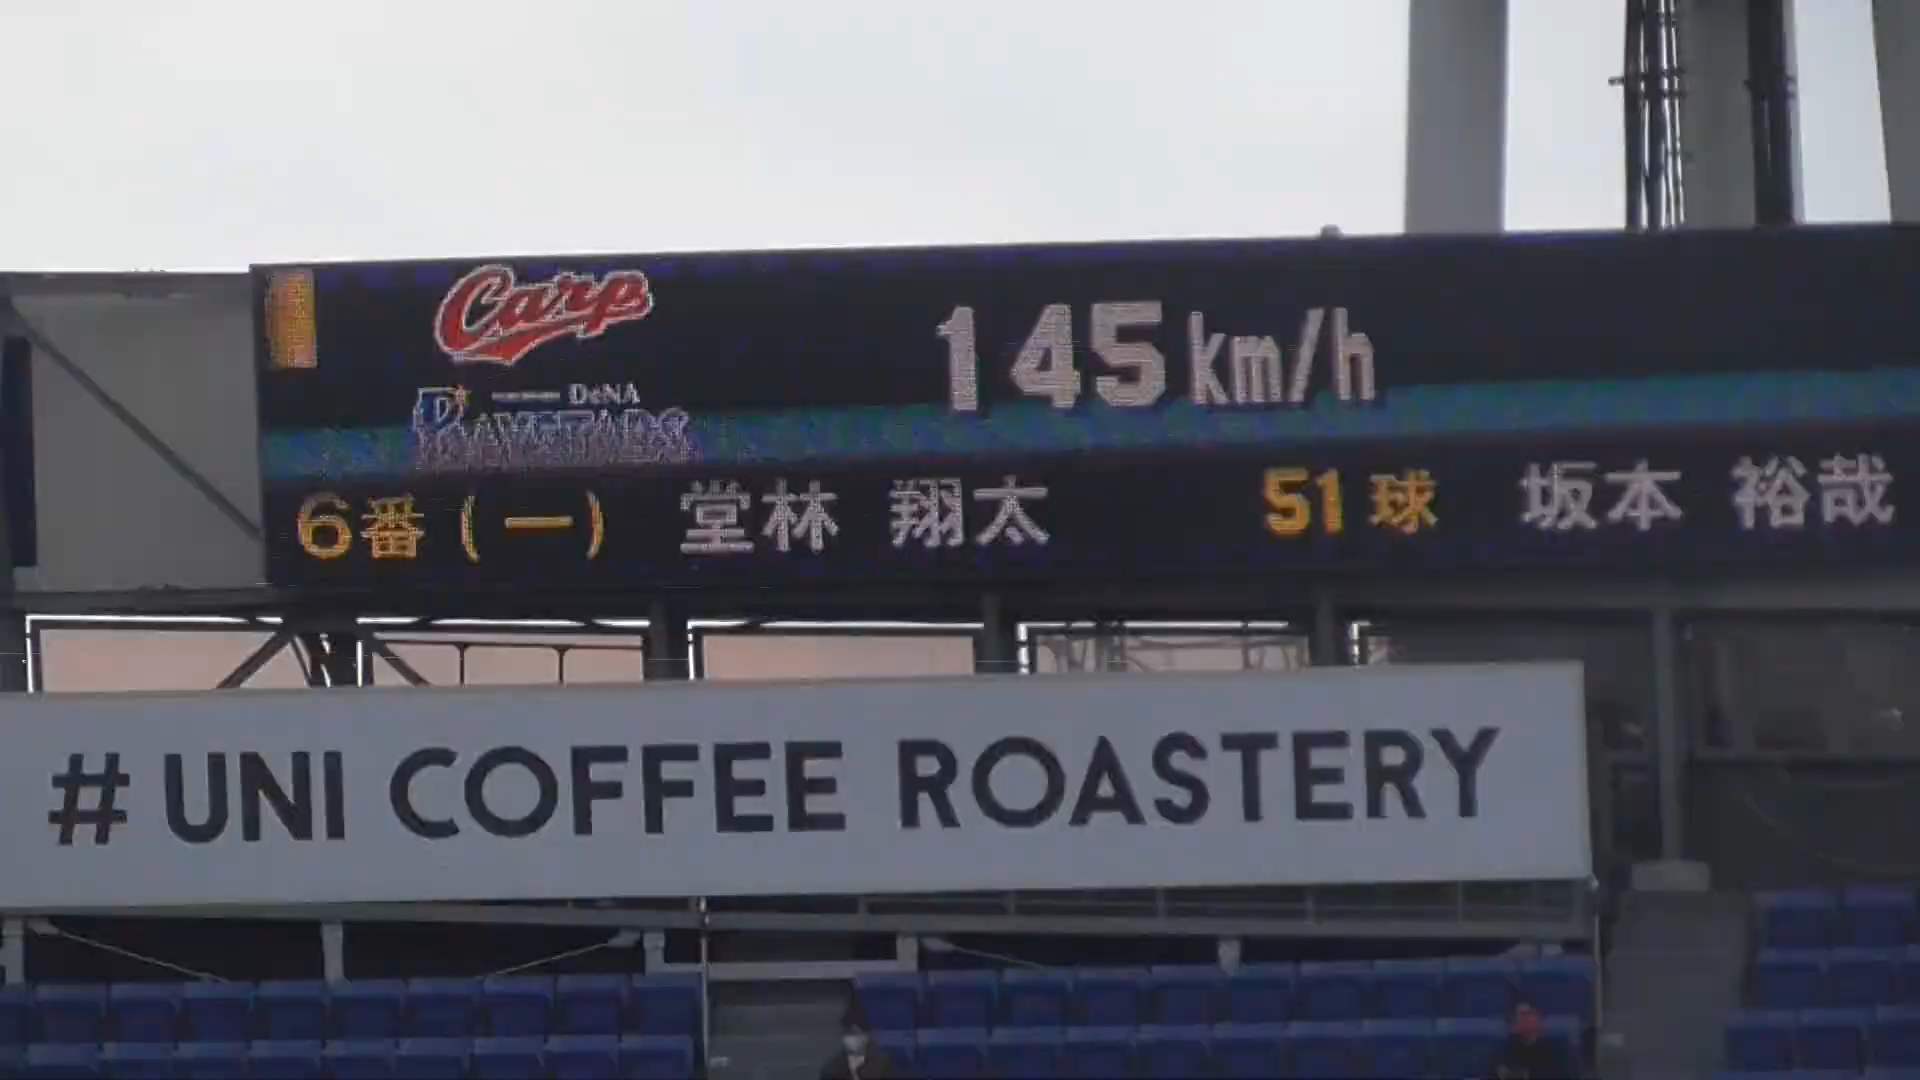 Carp
145km/h
DeNA
BAYSTARS
6番(一) 堂林 翔太 51球 坂本 裕哉
# UNI COFFEE ROASTERY